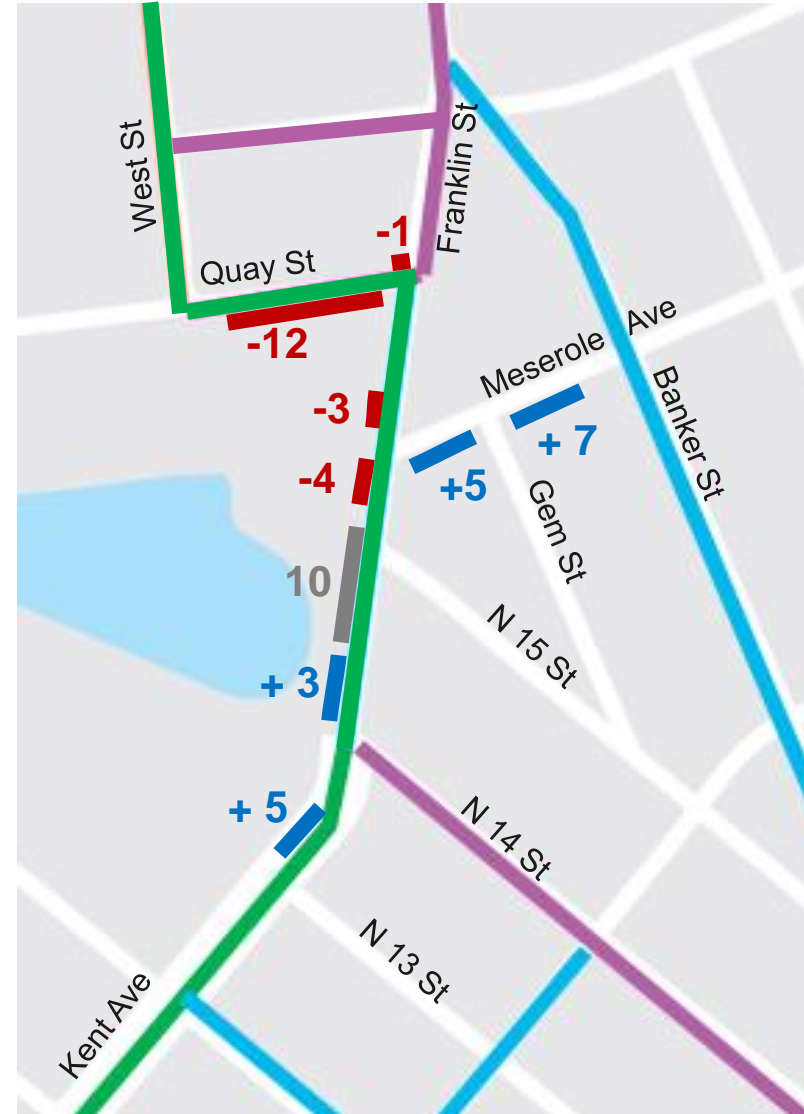 West St
Franklin St
-1
Quay St
-12
Meserole Ave
-3
+ 7
Banker St
-4
+5
Gem St
10
N 15 St
+ 3
+ 5
N 14 St
N 13 St
Kent Ave